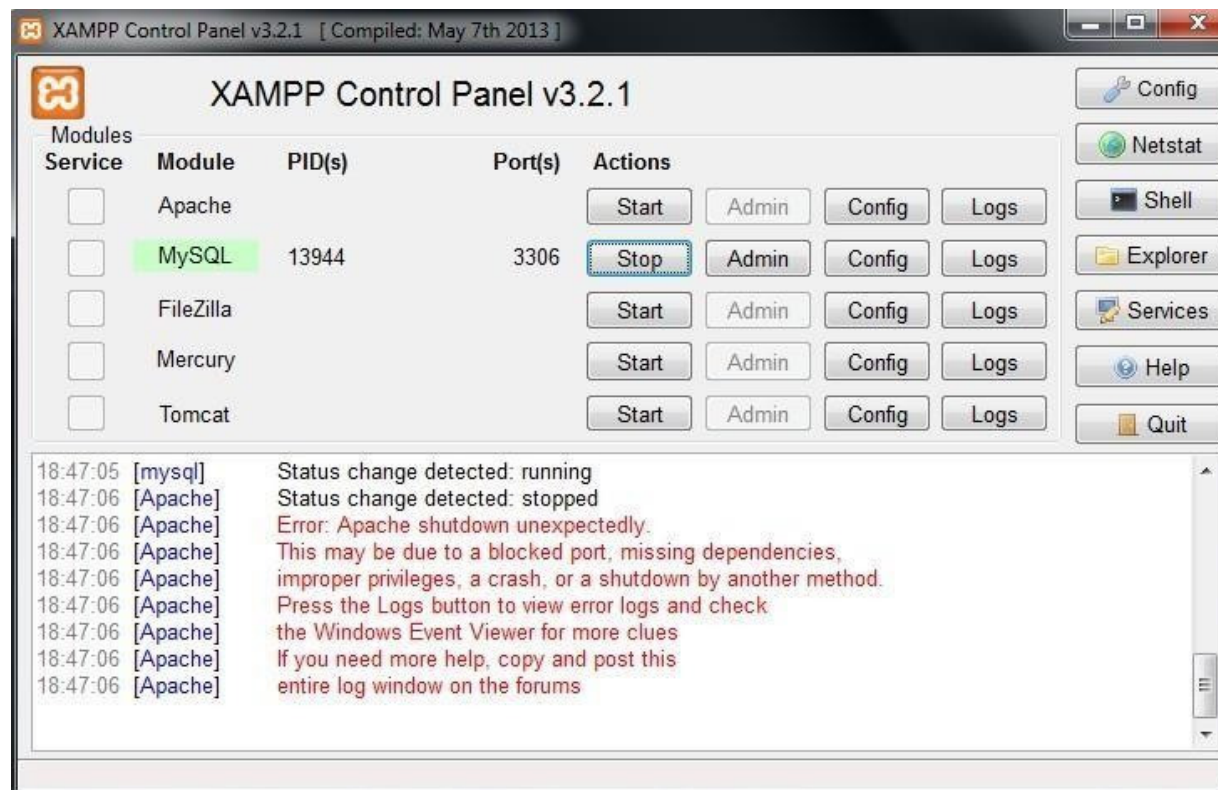 XAMPP Control Panel v3.2.1 [ Compiled: May 7th 2013 ]
XAMPP Control Panel v3.2.1
Config
Modules
Service Module PID(s) Port(s) Actions
Netstat
Apache Start Admin Config Logs
Shell
MySQL 13944 3306 Stop Admin Config Logs
Explorer
FileZilla Start Admin Config Logs
Services
Mercury Start Admin Config Logs
Help
Tomcat Start Admin Config Logs
Quit
18:47:05 [mysql] Status change detected: running
18:47:06 [Apache] Status change detected: stopped
18:47:06 [Apache] Error: Apache shutdown unexpectedly.
18:47:06 [Apache] This may be due to a blocked port, missing dependencies,
18:47:06 [Apache] improper privileges, a crash, or a shutdown by another method.
18:47:06 [Apache] Press the Logs button to view error logs and check
18:47:06 [Apache] the Windows Event Viewer for more clues
18:47:06 [Apache] If you need more help, copy and post this
18:47:06 [Apache] entire log window on the forums